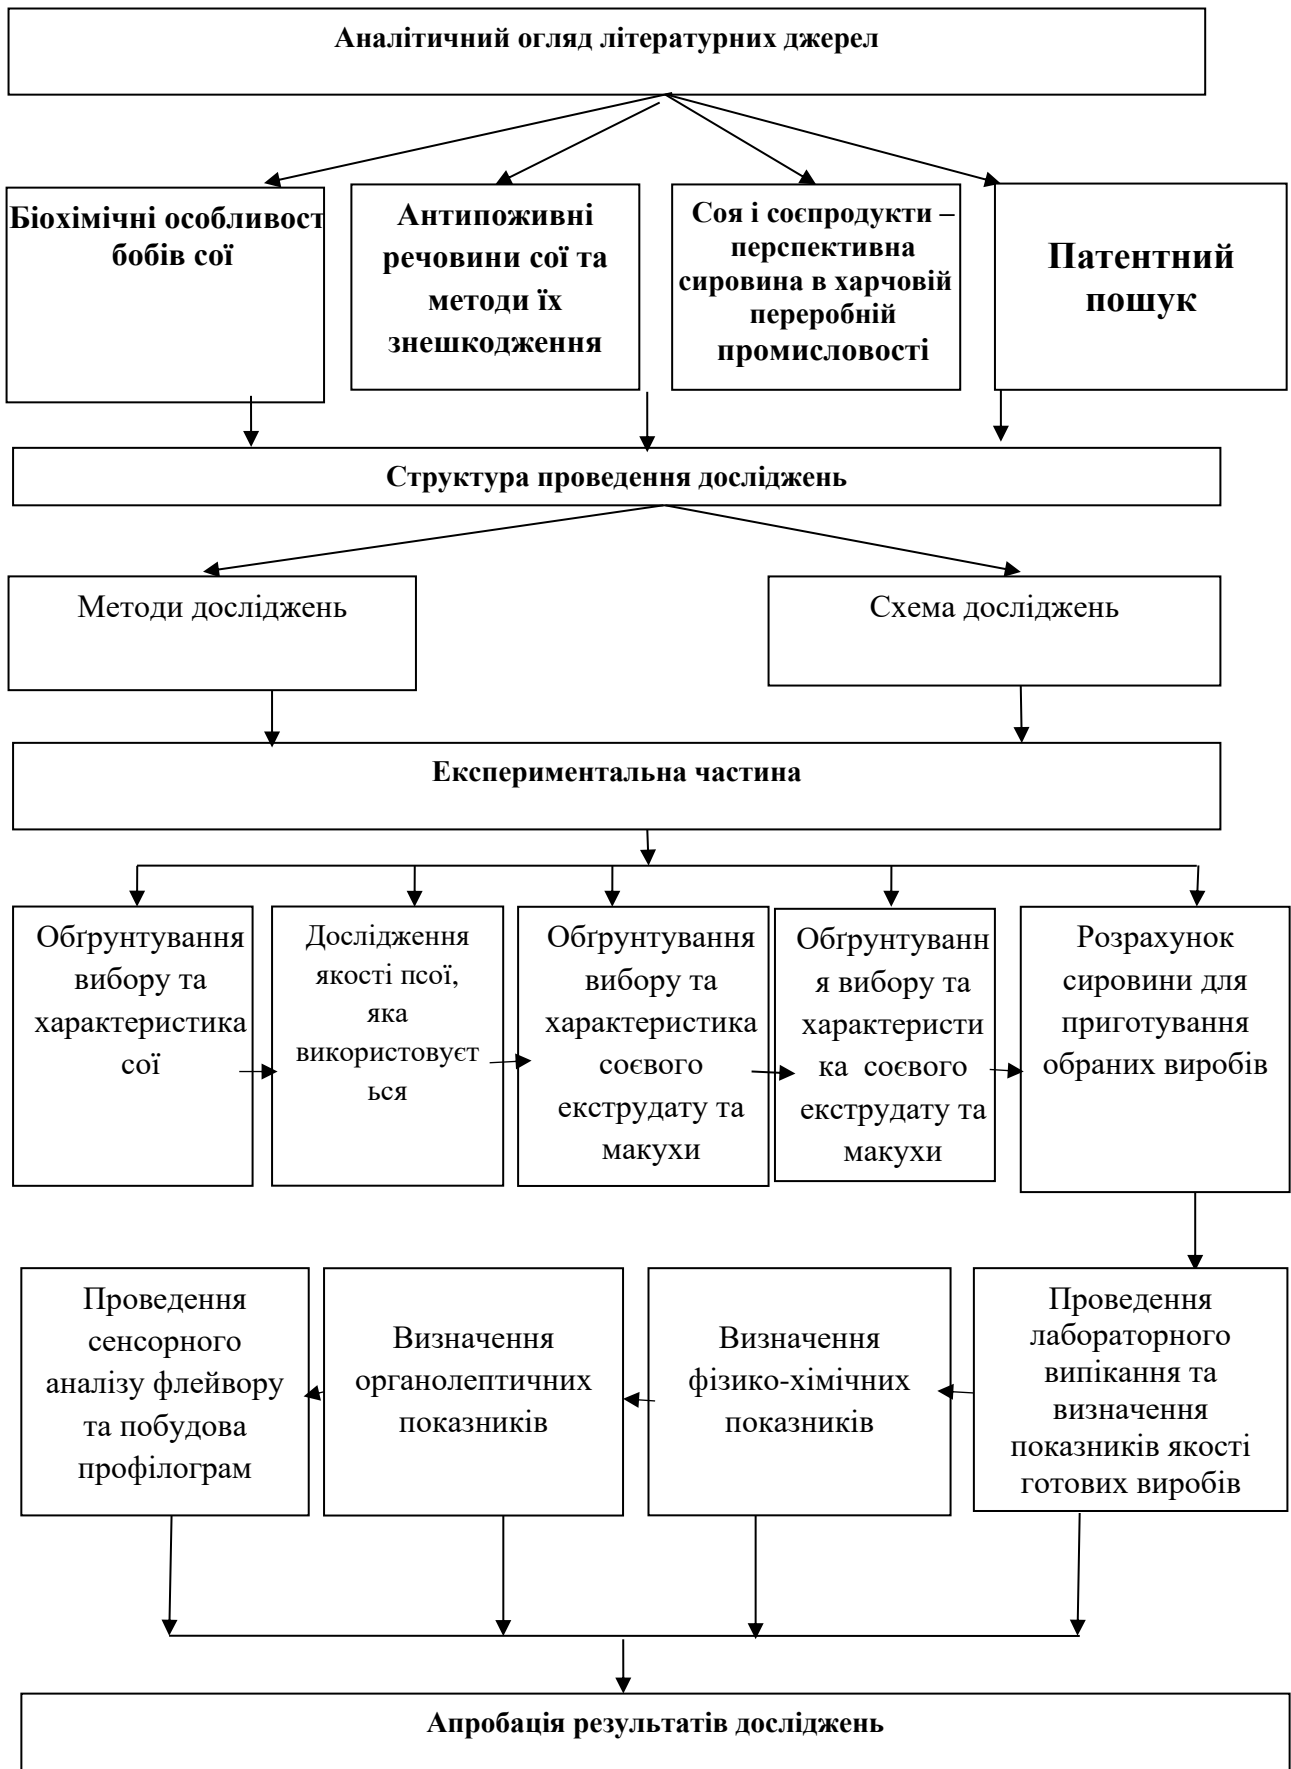 Аналітичний огляд літературних джерел
Біохімічні особливост
бобів сої
Антипоживні
речовини сої та
методи їх
знешкодження
Соя і соєпродукти –
перспективна
сировина в харчовій
переробній
промисловості
Патентний
пошук
Структура проведення досліджень
Методи досліджень
Схема досліджень
Експериментальна частина
Обґрунтування
вибору та
характеристика
сої
Дослідження
якості псої,
яка
використовуєт
ься
Обґрунтування
вибору та
характеристика
соєвого
екструдату та
макухи
Обґрунтуванн
я вибору та
характеристи
ка соєвого
екструдату та
макухи
Розрахунок
сировини для
приготування
обраних виробів
Проведення
сенсорного
аналізу флейвору
та побудова
профілограм
Визначення
органолептичних
показників
Визначення
фізико-хімічних
показників
Проведення
лабораторного
випікання та
визначення
показників якості
готових виробів
Апробація результатів досліджень